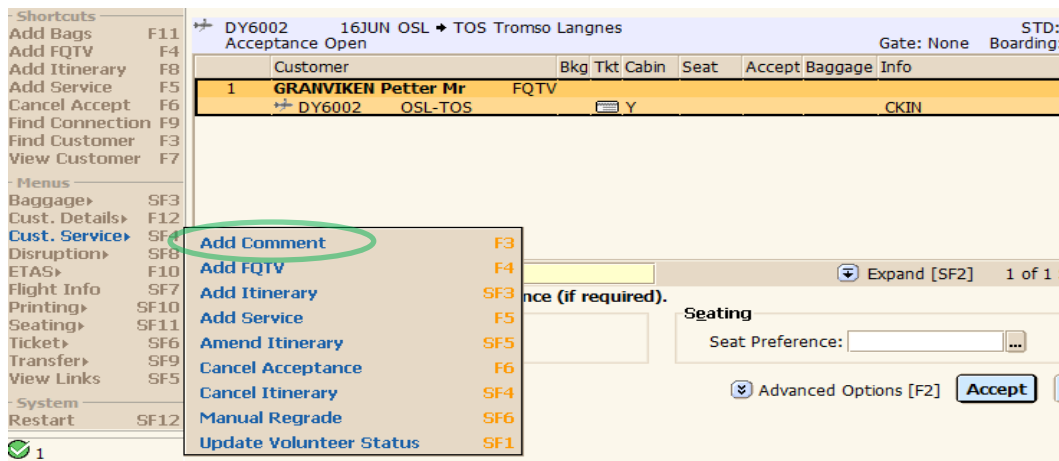 Shortcuts
Add Bags F11
Add FQTV F4
Add Itinerary F8
Add Service F5
Cancel Accept F6
Find Connection F9
Find Customer F3
View Customer F7
Menus
Baggage▸ SF3
Cust. Details▸ F12
Cust. Service▸ SF4
Disruption▸ SF8
ETAS▸ F10
Flight Info SF7
Printing▸ SF10
Seating▸ SF11
Ticket▸ SF6
Transfer▸ SF9
View Links SF5
System
Restart SF12
1
DY6002 16JUN OSL → TOS Tromso Langnes STD:
Acceptance Open Gate: None Boarding:
Customer Bkg Tkt Cabin Seat Accept Baggage Info
1 GRANVIKEN Petter Mr FQTV
DY6002 OSL-TOS Y CKIN
Add Comment F3
Add FQTV F4
Add Itinerary SF3
Add Service F5
Amend Itinerary SF5
Cancel Acceptance F6
Cancel Itinerary SF4
Manual Regrade SF6
Update Volunteer Status SF1
Expand [SF2] 1 of 1
nce (if required).
Seating
Seat Preference: ...
Advanced Options [F2] Accept